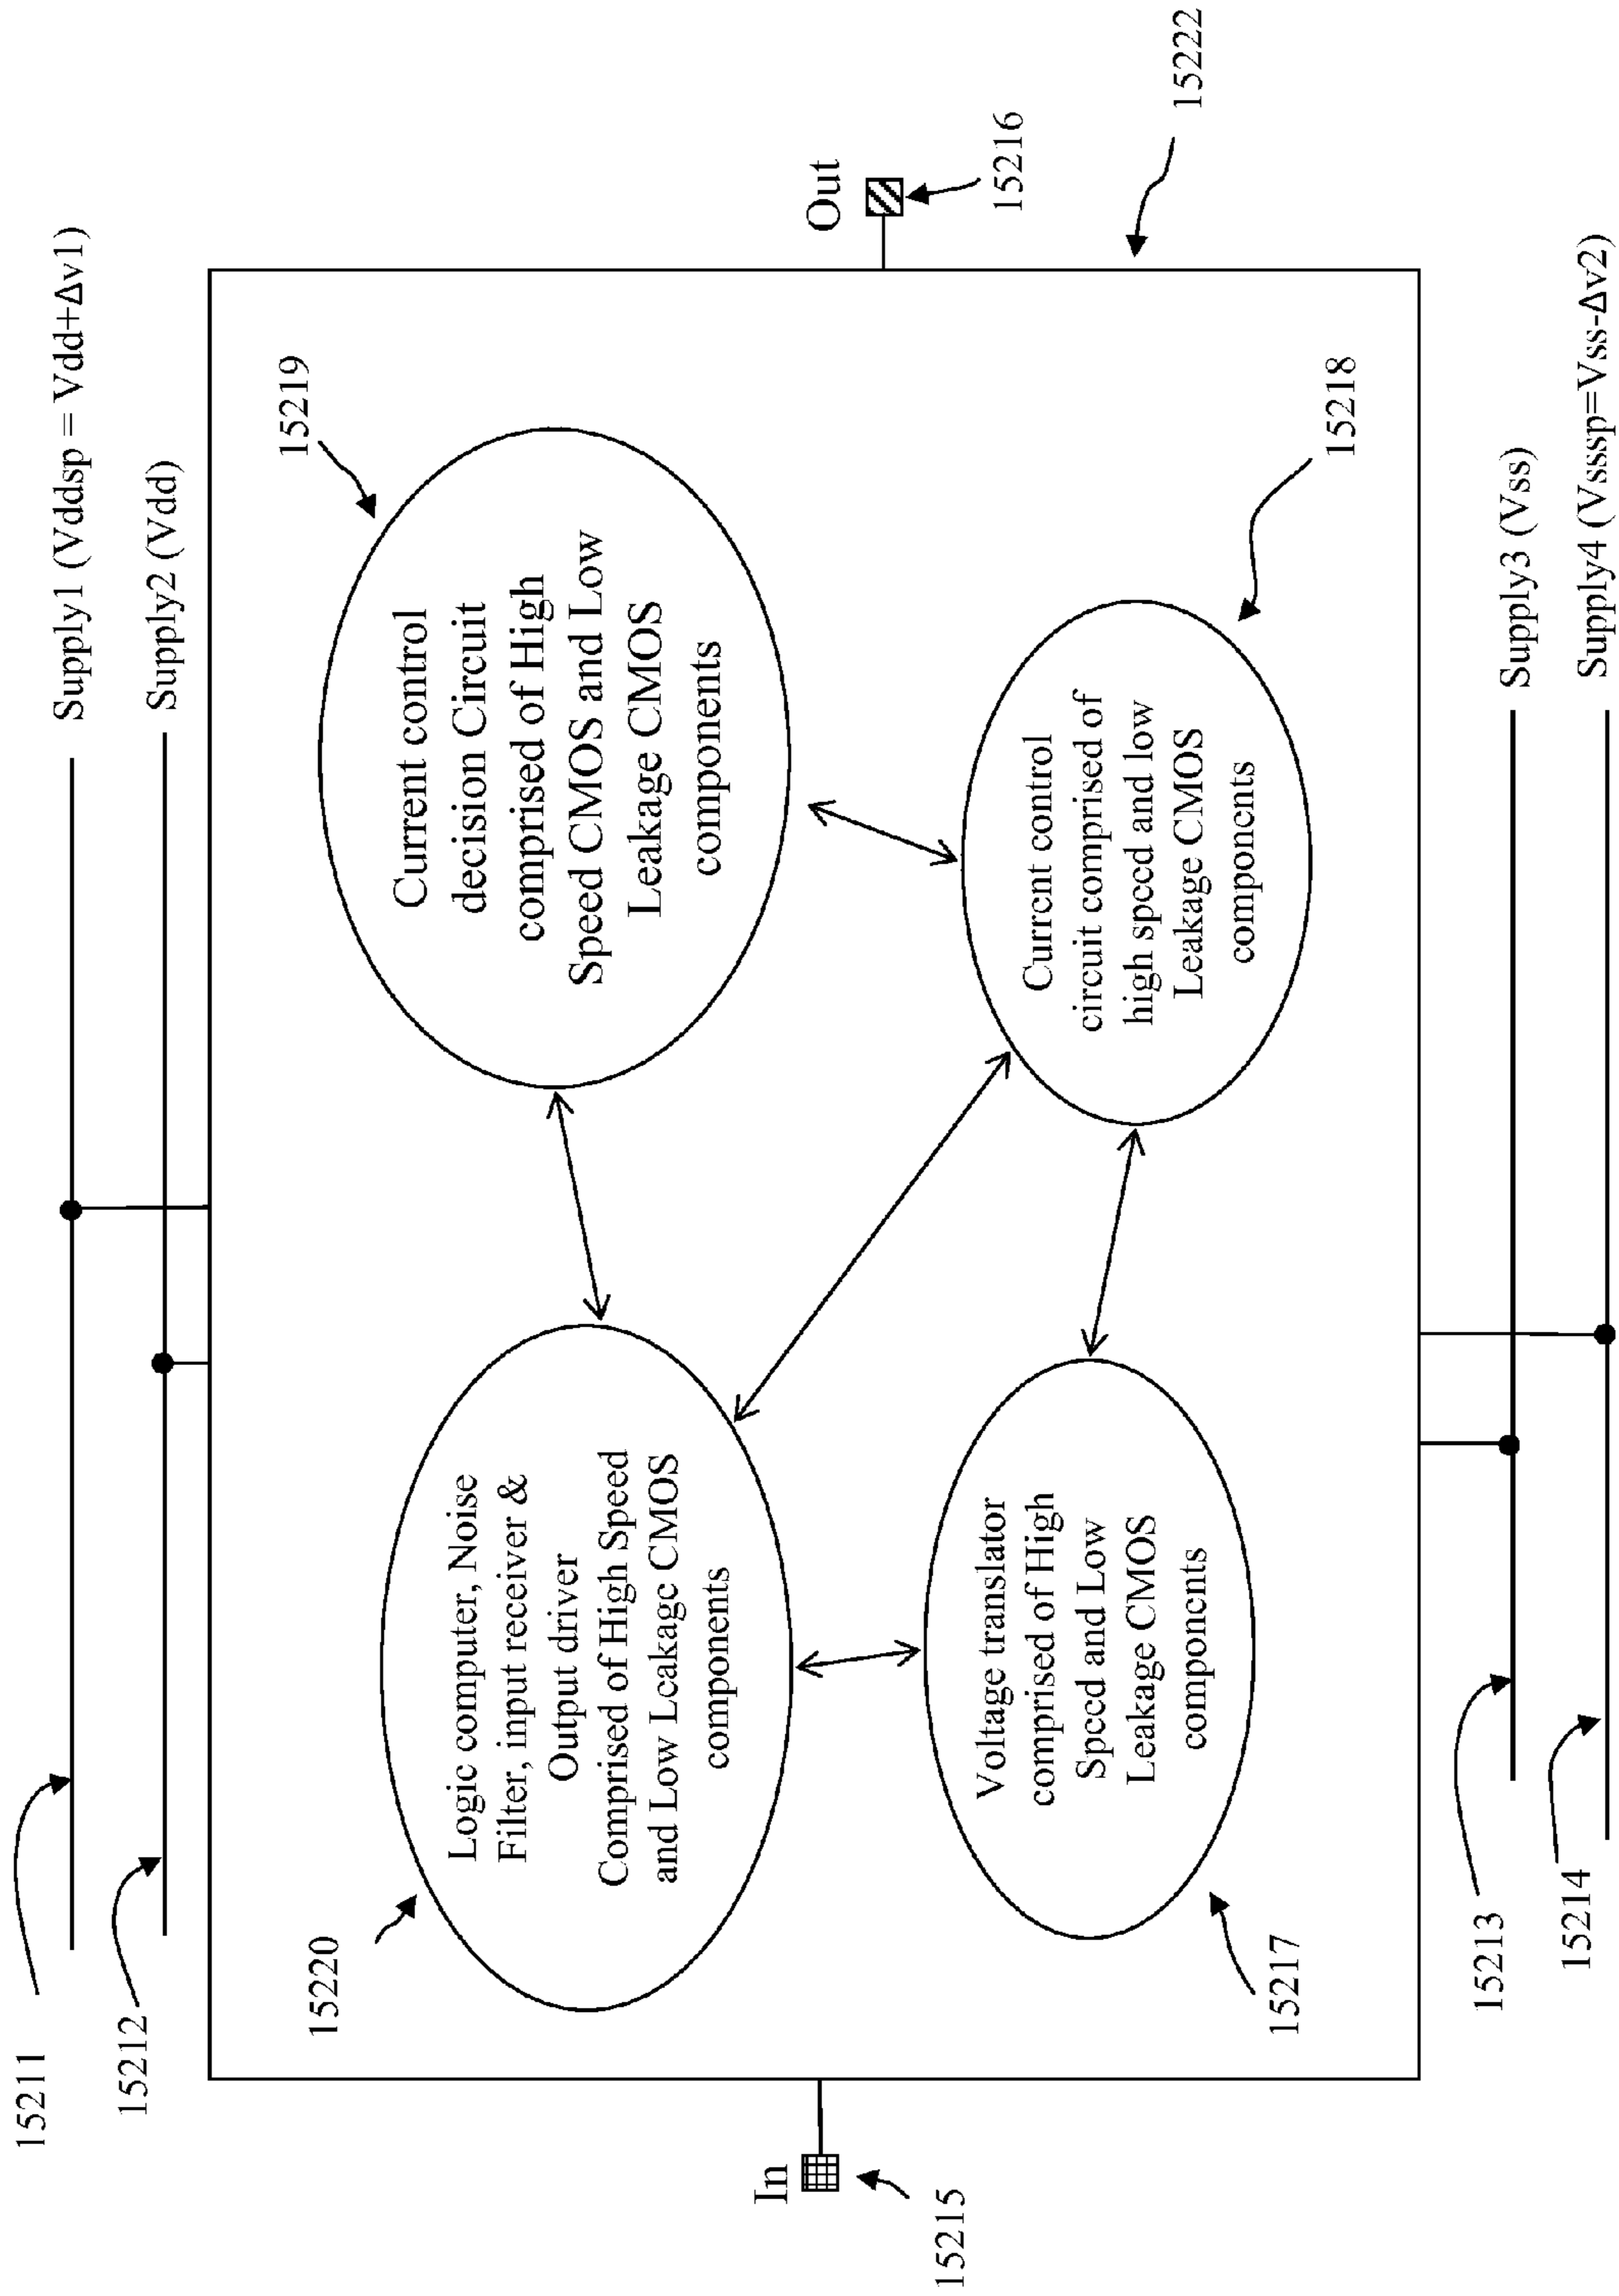 15211
Supply1 (Vddsp = Vdd+Δv1)
15212
Supply2 (Vdd)
15220
Logic computer, Noise
Filter, input receiver &
Output driver
Comprised of High Speed
and Low Leakage CMOS
components
15219
Current control
decision Circuit
comprised of High
Speed CMOS and Low
Leakage CMOS
components
In
15215
Out
15216
15217
Voltage translator
comprised of High
Speed and Low
Leakage CMOS
components
15218
Current control
circuit comprised of
high speed and low
Leakage CMOS
components
15222
15213
Supply3 (Vss)
15214
Supply4 (Vsssp=Vss-Δv2)